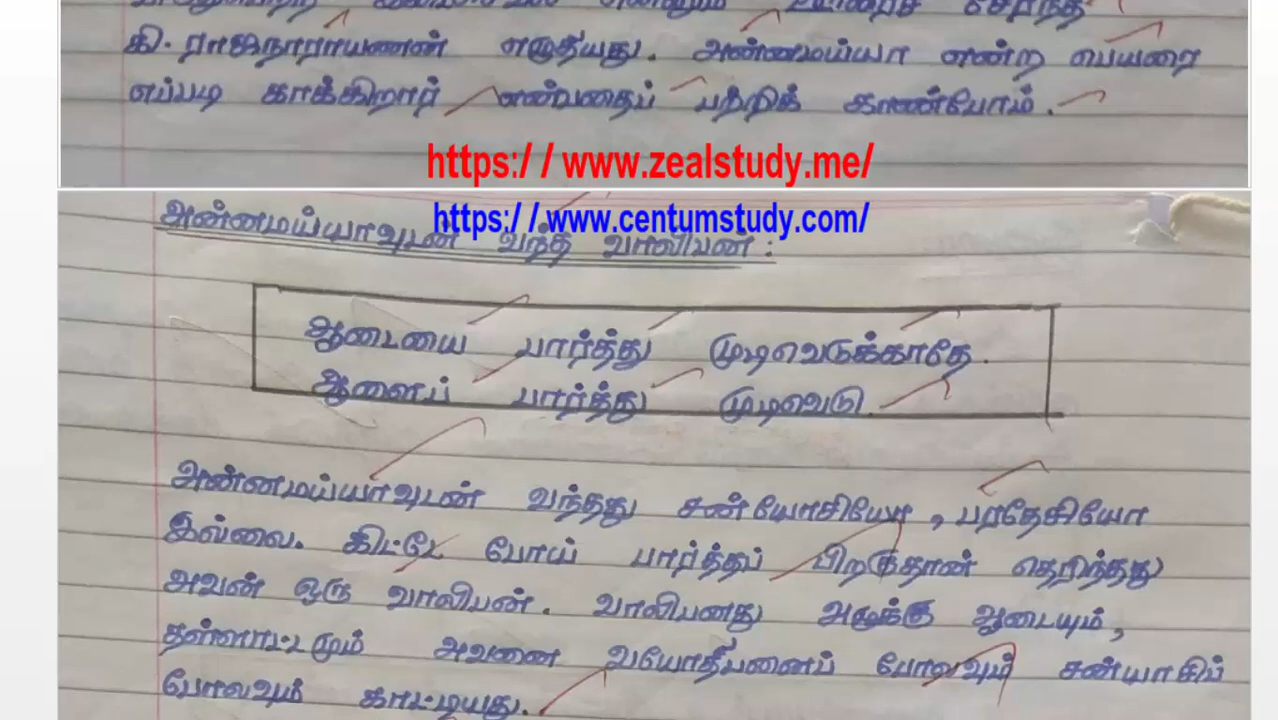 சேர்ந்த
கி. ராஜநாராயணன் எழுதியது. அண்மைய்யா என்ற பெயரை
எப்படி காக்கிறார் என்பதைப் பற்றிக் காண்போம்.
https://www.zealstudy.me/
https://www.centumstudy.com/
அன்னமய்யாவுடன் வந்த வாலிபன் :
ஆடையை பார்த்து முடிவெடுக்காதே.
ஆளைப் பார்த்து முடிவெடு.
அன்னமய்யாவுடன் வந்தது சன்யோசியோ, பரதேசியோ
இல்லை. கிட்டே போய் பார்த்தப் பிறகுதான் தெறிந்தது
அவன் ஒரு வாலிபன். வாலிபனது அழுக்கு ஆடையும்,
தள்ளாட்டமும் அவனை வயோதிபனைப் போலவும் சன்யாசிப்
போலவும் காட்டியது.